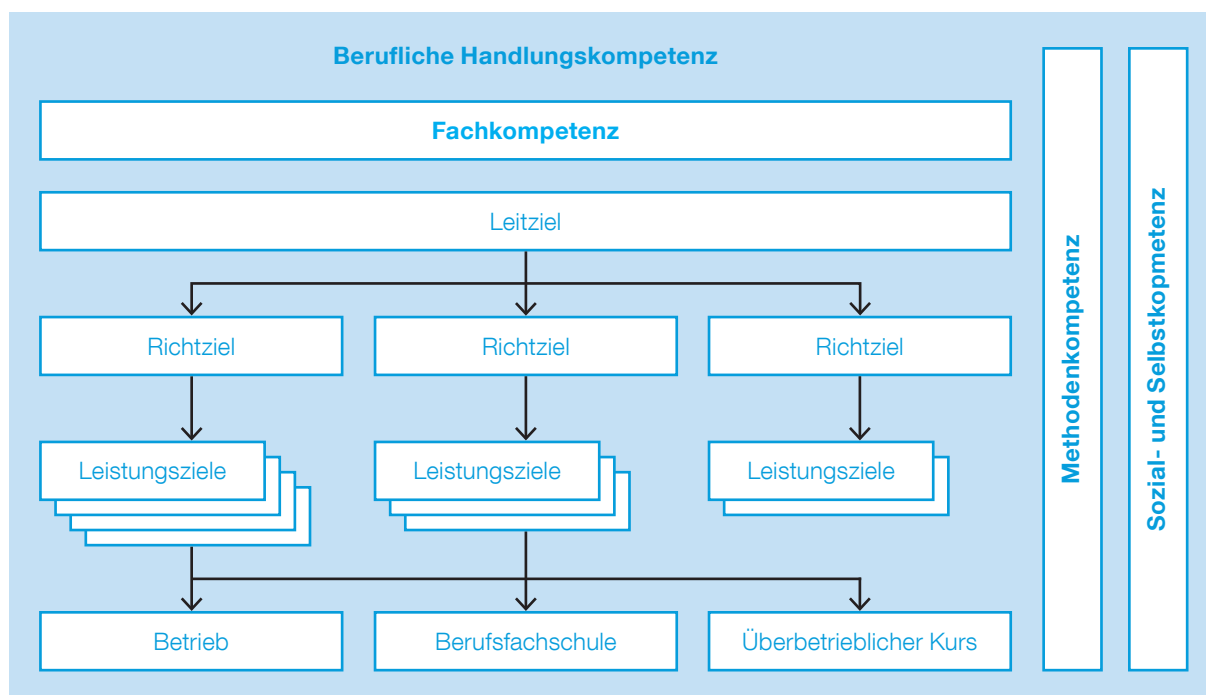 Berufliche Handlungskompetenz
Fachkompetenz
Leitziel
Richtziel
Richtziel
Richtziel
Leistungsziele
Leistungsziele
Leistungsziele
Betrieb
Berufsfachschule
Überbetrieblicher Kurs
Methodenkompetenz
Sozial- und Selbstkopmetenz